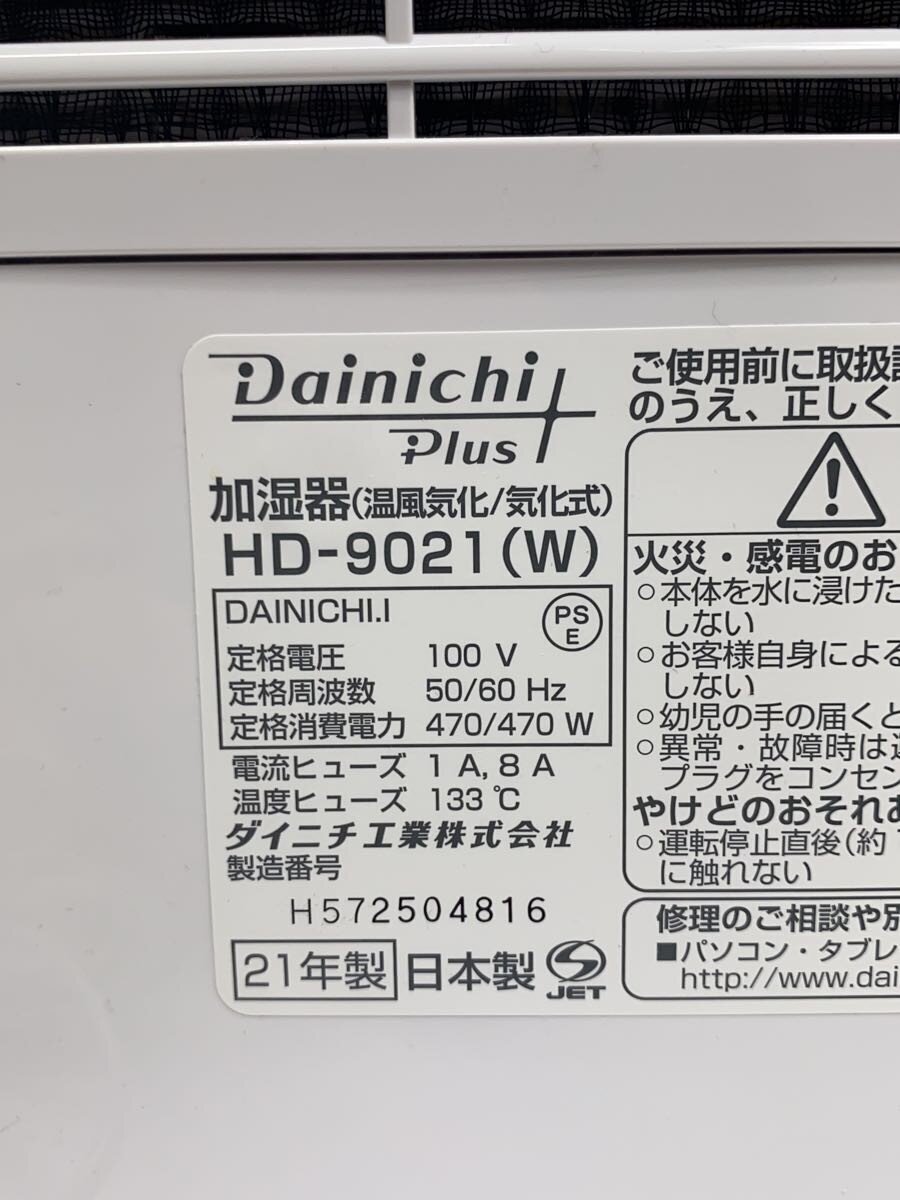 Dainichi
Plus
加湿器(温風気化/気化式)
HD-9021(W)
DAINICHI.I
PS
E
定格電圧 100 V
定格周波数 50/60 Hz
定格消費電力 470/470 W
電流ヒューズ 1 A, 8 A
温度ヒューズ 133 ℃
ダイニチ工業株式会社
製造番号
H572504816
21年製 日本製 JET
ご使用前に取扱
のうえ、正しく
火災・感電のお
○本体を水に浸けた
しない
○お客様自身による
しない
○幼児の手の届くと
○異常・故障時は
プラグをコンセン
やけどのおそれ
○運転停止直後(約
に触れない
修理のご相談や
■パソコン・タブレ
http://www.dai